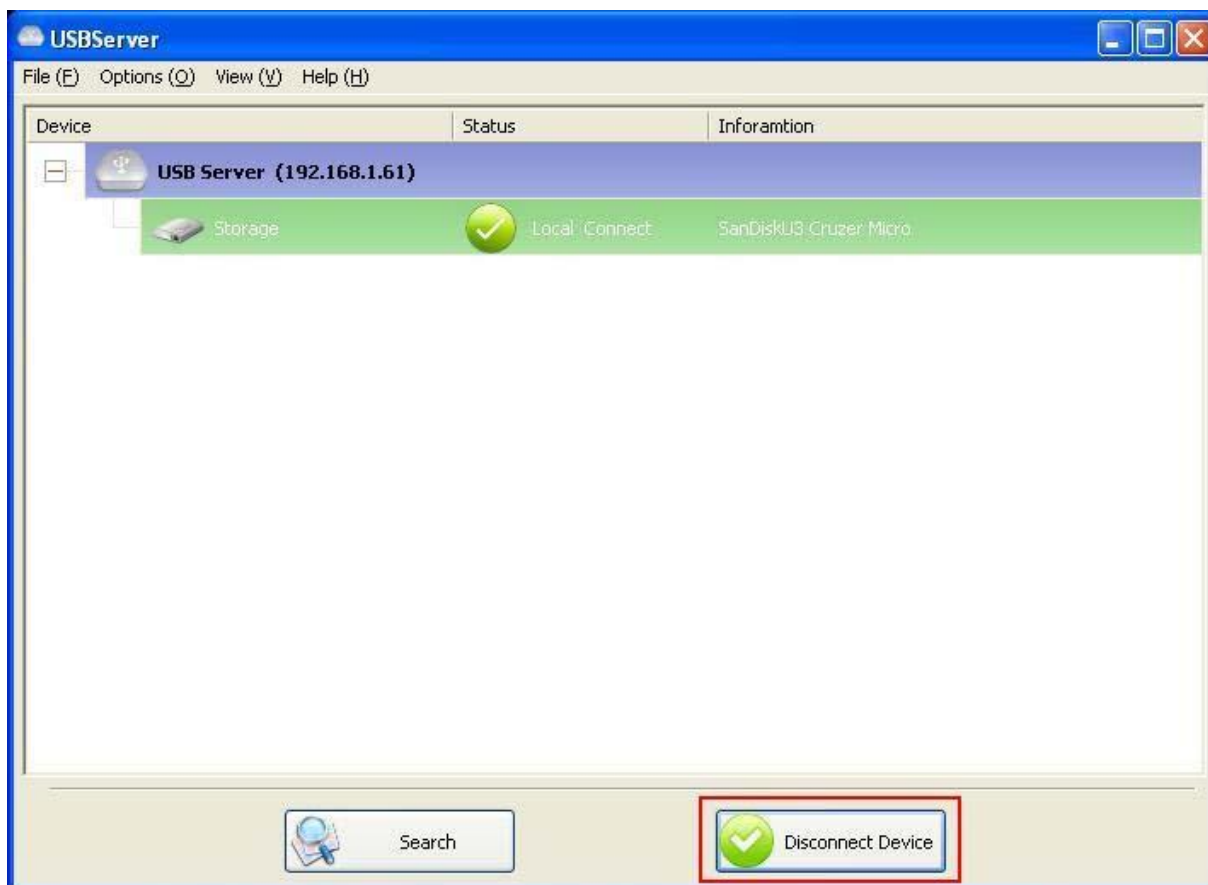 USBServer
File (F) Options (O) View (V) Help (H)
Device Status Inforamtion
USB Server (192.168.1.61)
Storage Local Connect SanDiskU3 Cruzer Micro
Search Disconnect Device